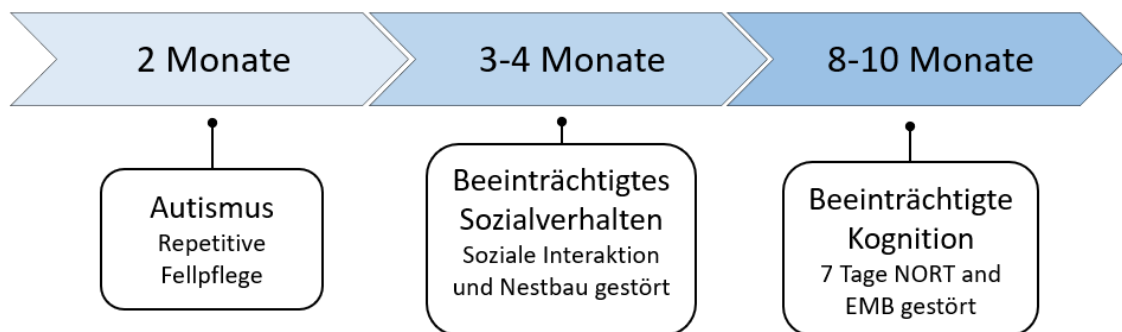 2 Monate
3-4 Monate
8-10 Monate
Autismus
Repetitive
Fellpflege
Beeinträchtigtes
Sozialverhalten
Soziale Interaktion
und Nestbau gestört
Beeinträchtigte
Kognition
7 Tage NORT and
EMB gestört